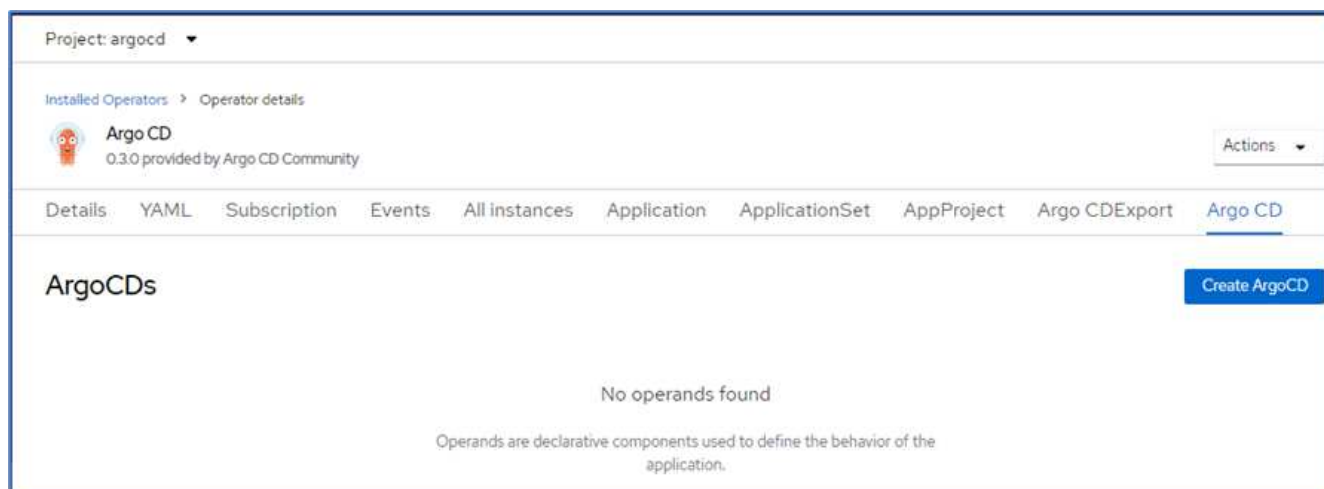 Project: argocd
Installed Operators > Operator details
Argo CD
0.3.0 provided by Argo CD Community
Actions
Details YAML Subscription Events All instances Application ApplicationSet AppProject Argo CDExport Argo CD
ArgoCDs
Create ArgoCD
No operands found
Operands are declarative components used to define the behavior of the
application.